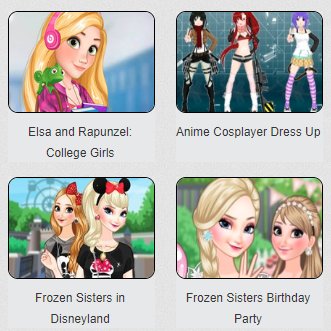 Elsa and Rapunzel:
College Girls
Anime Cosplayer Dress Up
Frozen Sisters in
Disneyland
Frozen Sisters Birthday
Party